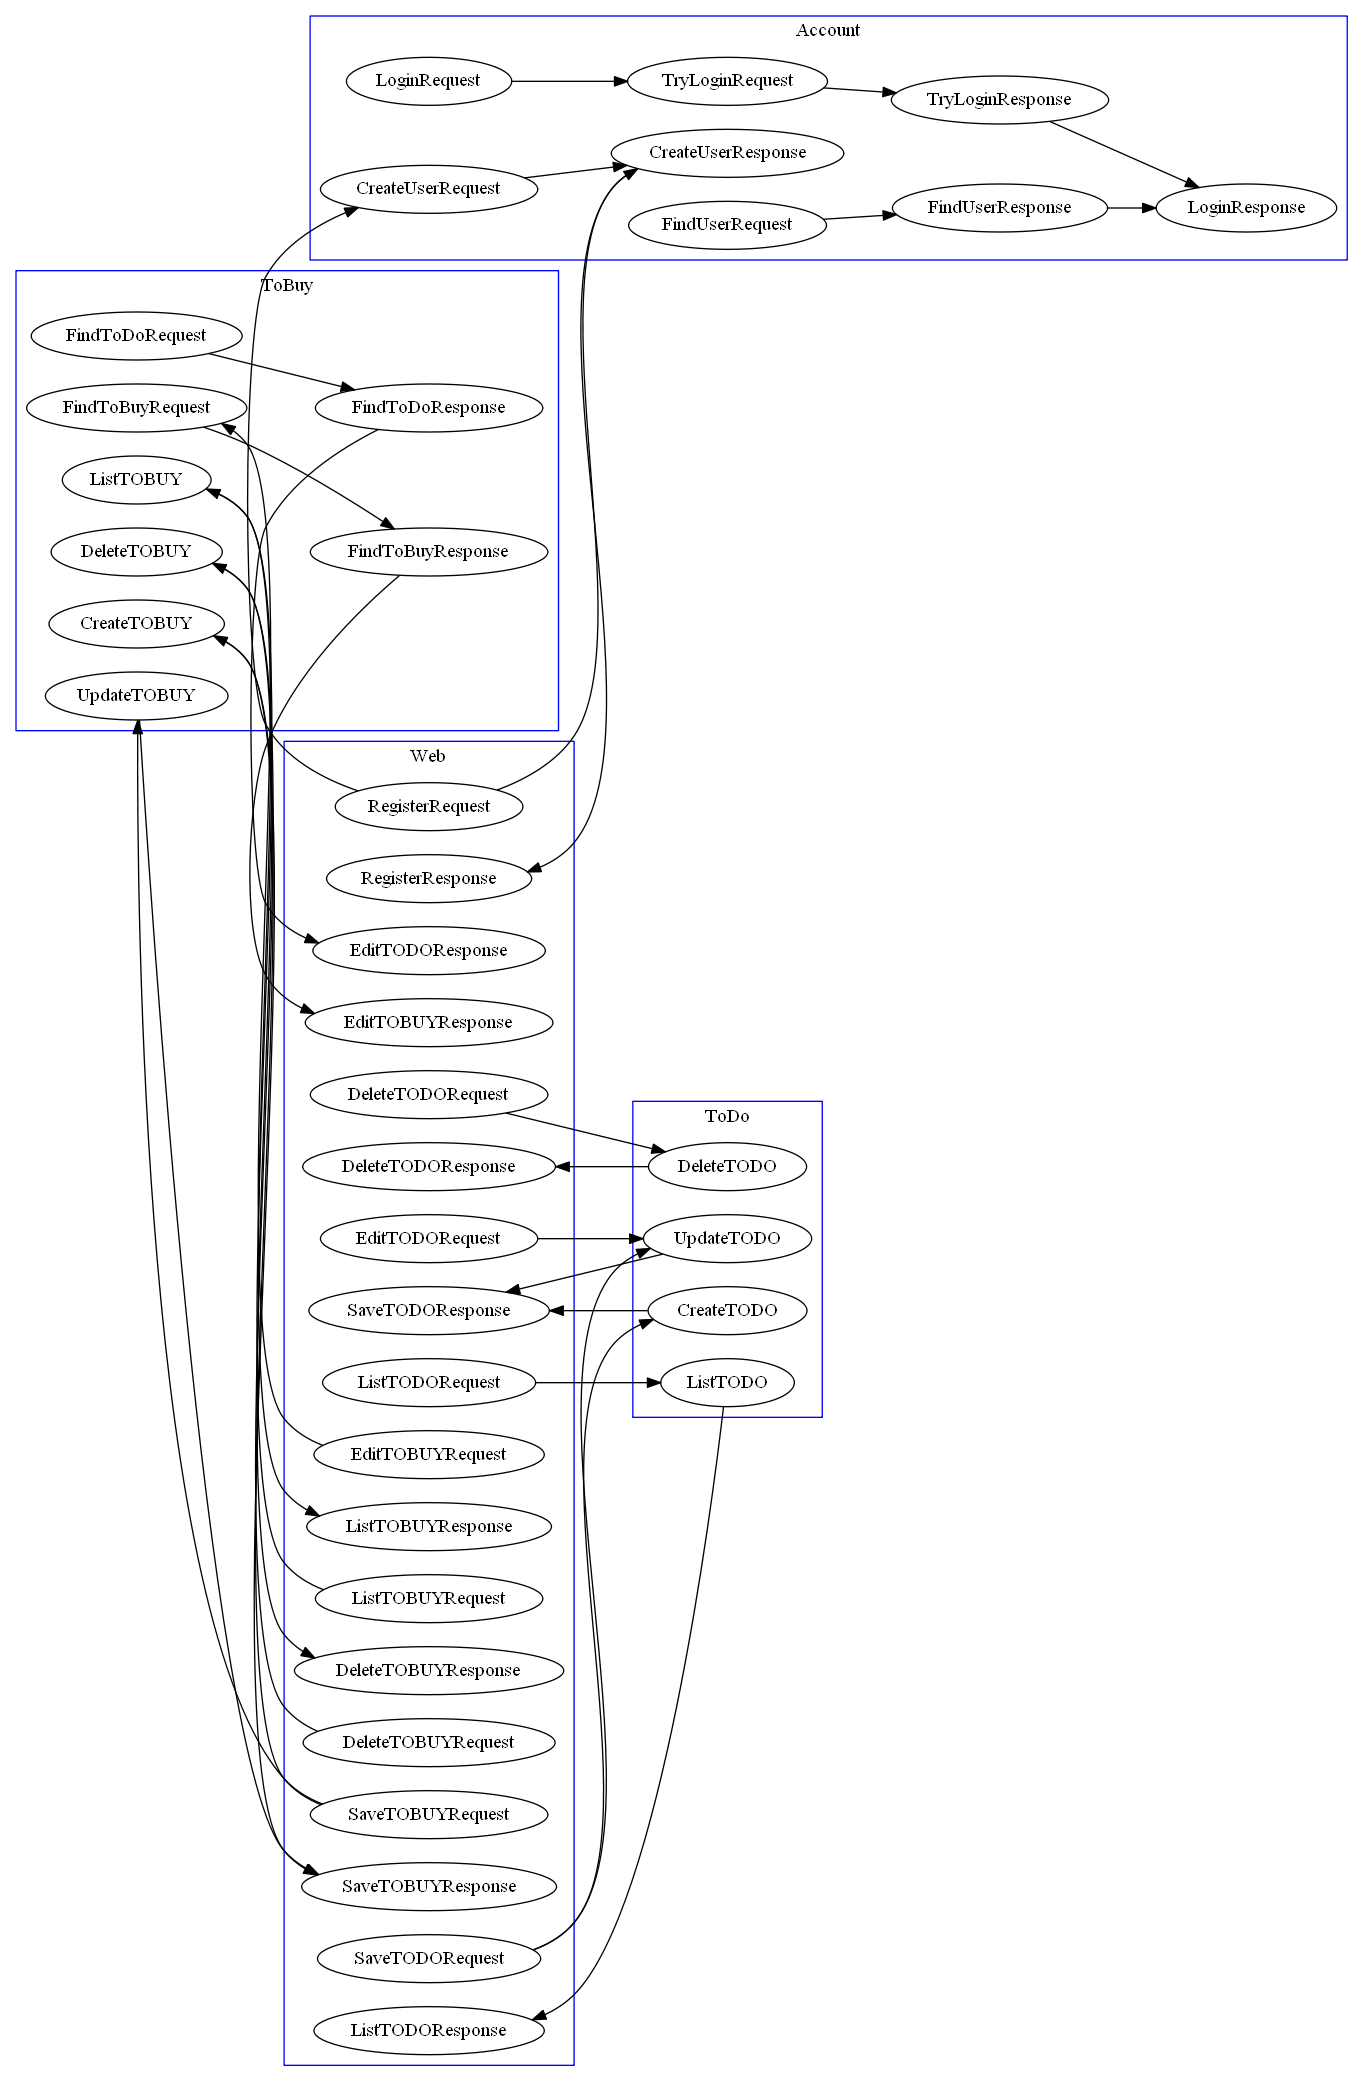 Account
LoginRequest
TryLoginRequest
TryLoginResponse
CreateUserResponse
CreateUserRequest
FindUserRequest
FindUserResponse
LoginResponse
ToBuy
FindToDoRequest
FindToBuyRequest
FindToDoResponse
ListTOBUY
DeleteTOBUY
FindToBuyResponse
CreateTOBUY
UpdateTOBUY
Web
RegisterRequest
RegisterResponse
EditTODOResponse
EditTOBUYResponse
DeleteTODORequest
DeleteTODOResponse
EditTODORequest
SaveTODOResponse
ListTODORequest
EditTOBUYRequest
ListTOBUYResponse
ListTOBUYRequest
DeleteTOBUYResponse
DeleteTOBUYRequest
SaveTOBUYRequest
SaveTOBUYResponse
SaveTODORequest
ListTODOResponse
ToDo
DeleteTODO
UpdateTODO
CreateTODO
ListTODO